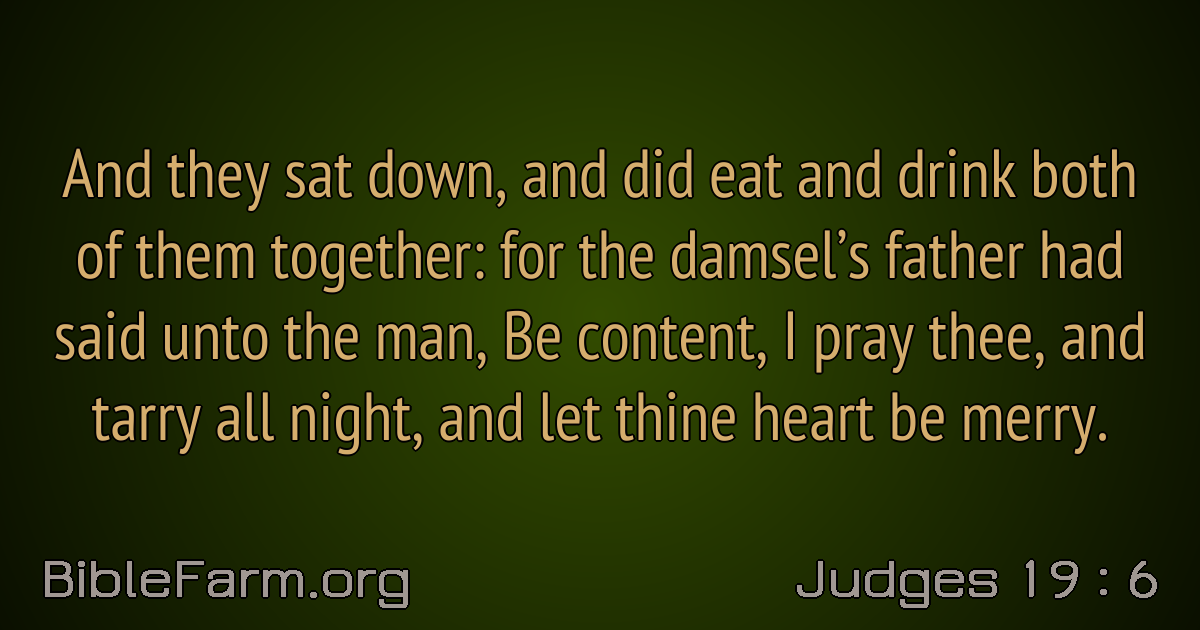 And they sat down, and did eat and drink both
of them together: for the damsel’s father had
said unto the man, Be content, I pray thee, and
tarry all night, and let thine heart be merry.
BibleFarm.org
Judges 19 : 6